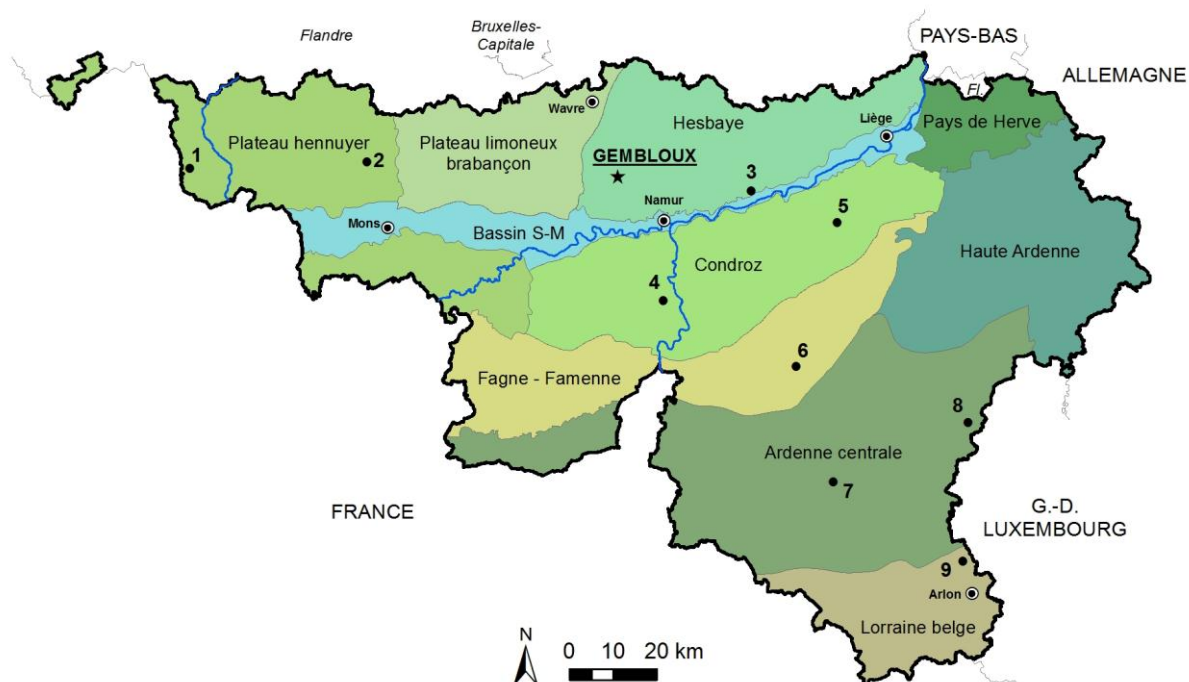 Flandre
Bruxelles-
Capitale
PAYS-BAS
ALLEMAGNE
Fl.
Wavre
Liège
Pays de Herve
Hesbaye
Plateau hennuyer
Plateau limoneux
brabançon
1
2
GEMBLOUX
3
Namur
5
Mons
Bassin S-M
Condroz
Haute Ardenne
4
6
Fagne - Famenne
8
Ardenne centrale
7
FRANCE
G.-D.
LUXEMBOURG
9
Arlon
Lorraine belge
N
0 10 20 km